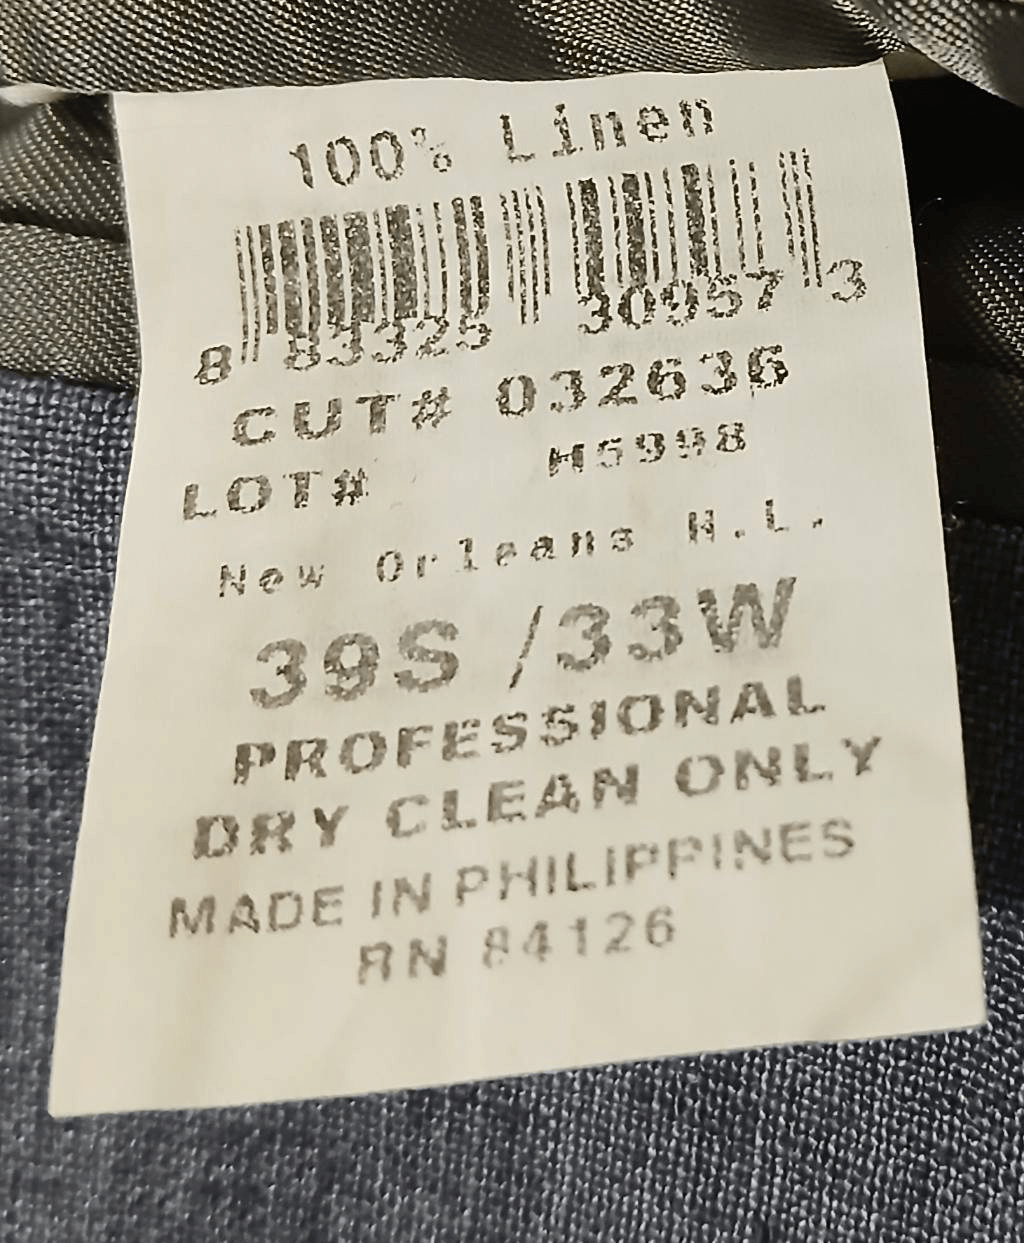 100% Linen
8 83325 30957 3
CUT# 032636
LOT# H5998
New Orleans H.L.
39S /33W
PROFESSIONAL
DRY CLEAN ONLY
MADE IN PHILIPPINES
RN 84126